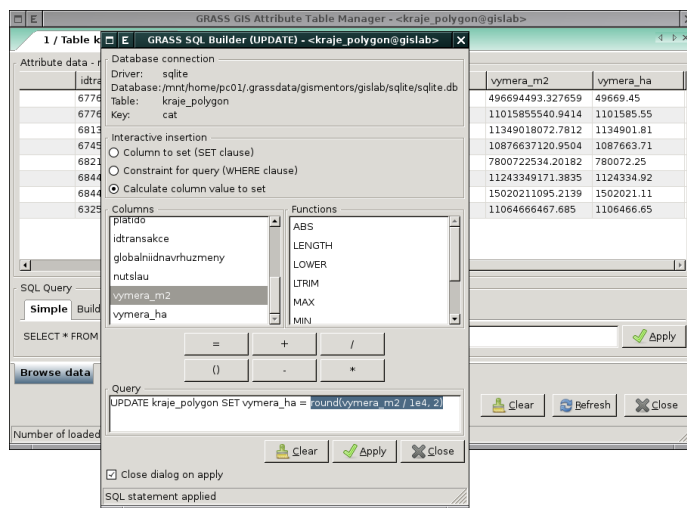 GRASS GIS Attribute Table Manager - <kraje_polygon@gislab>
1 / Table k
GRASS SQL Builder (UPDATE) - <kraje_polygon@gislab>
Attribute data - r
idtra
6776
6776
6813
6745
6821
6844
6844
6325
vymera_m2 vymera_ha
496694493.327659 49669.45
11015855540.9414 1101585.55
11349018072.7812 1134901.81
10876637120.9504 1087663.71
7800722534.20182 780072.25
11243349171.3835 1124334.92
15020211095.2139 1502021.11
11064666467.685 1106466.65
Database connection
Driver: sqlite
Database:/mnt/home/pc01/.grassdata/gismentors/gislab/sqlite/sqlite.db
Table: kraje_polygon
Key: cat
Interactive insertion
Column to set (SET clause)
Constraint for query (WHERE clause)
Calculate column value to set
Columns
platido
idtransakce
globalniidnavrhuzmeny
nutslau
vymera_m2
vymera_ha
Functions
ABS
LENGTH
LOWER
LTRIM
MAX
MIN
= + /
() - *
Query
UPDATE kraje_polygon SET vymera_ha = round(vymera_m2 / 1e4, 2)
Clear Apply Close
Close dialog on apply
SQL statement applied
SQL Query
Simple Build
SELECT * FROM
Apply
Browse data
Clear Refresh Close
Number of loaded